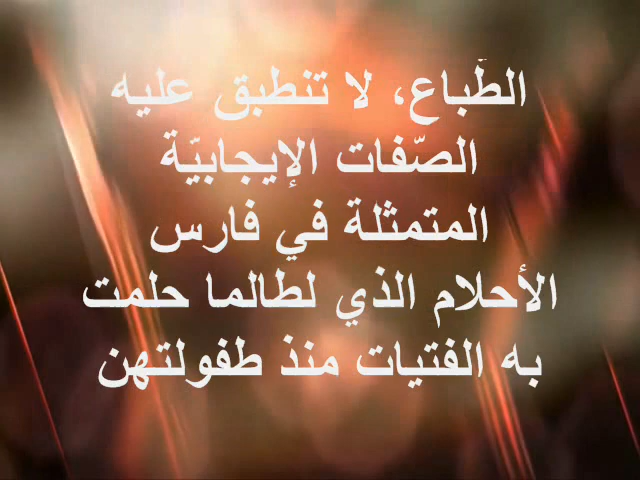 الطّباع، لا تنطبق عليه
الصّفات الإيجابيّة
المتمثلة في فارس
الأحلام الذي لطالما حلمت
به الفتيات منذ طفولتهن